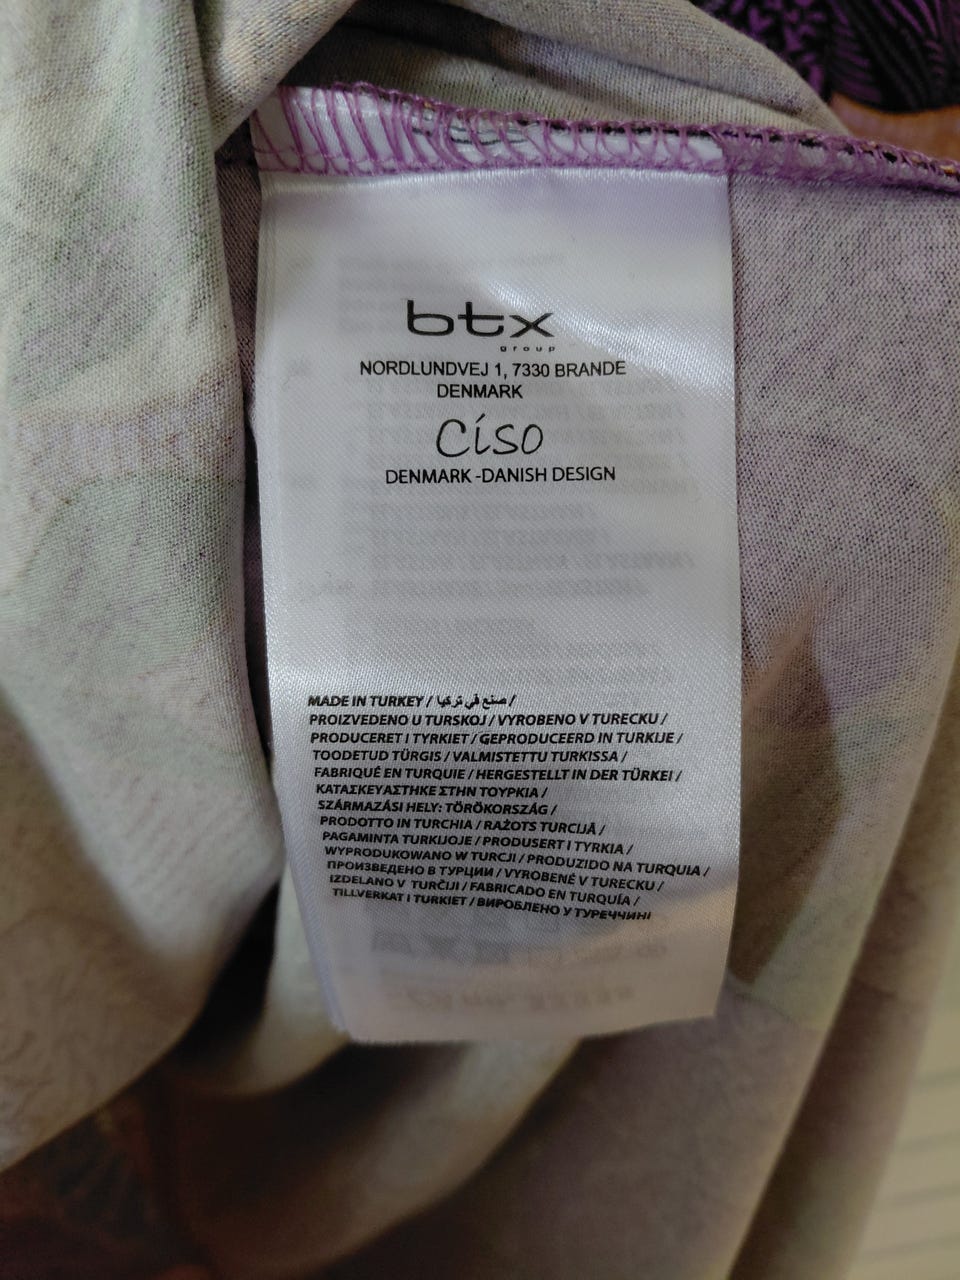 btx
group
NORDLUNDVEJ 1, 7330 BRANDE
DENMARK
Císo
DENMARK -DANISH DESIGN
MADE IN TURKEY / صنع في تركيا /
PROIZVEDENO U TURSKOJ / VYROBENO V TURECKU /
PRODUCERET I TYRKIET / GEPRODUCEERD IN TURKIJE /
TOODETUD TÜRGIS / VALMISTETTU TURKISSA /
FABRIQUÉ EN TURQUIE / HERGESTELLT IN DER TÜRKEI /
ΚΑΤΑΣΚΕΥΑΣΤΗΚΕ ΣΤΗΝ ΤΟΥΡΚΙΑ /
SZÁRMAZÁSI HELY: TÖRÖKORSZÁG /
PRODOTTO IN TURCHIA / RAŻOTS TURCIJĀ /
PAGAMINTA TURKIJOJE / PRODUSERT I TYRKIA /
WYPRODUKOWANO W TURCJI / PRODUZIDO NA TURQUIA /
ПРОИЗВЕДЕНО В ТУРЦИИ / VYROBENÉ V TURECKU /
IZDELANO V TURČIJI / FABRICADO EN TURQUÍA /
TILLVERKAT I TURKIET / ВИРОБЛЕНО У ТУРЕЧЧИНІ